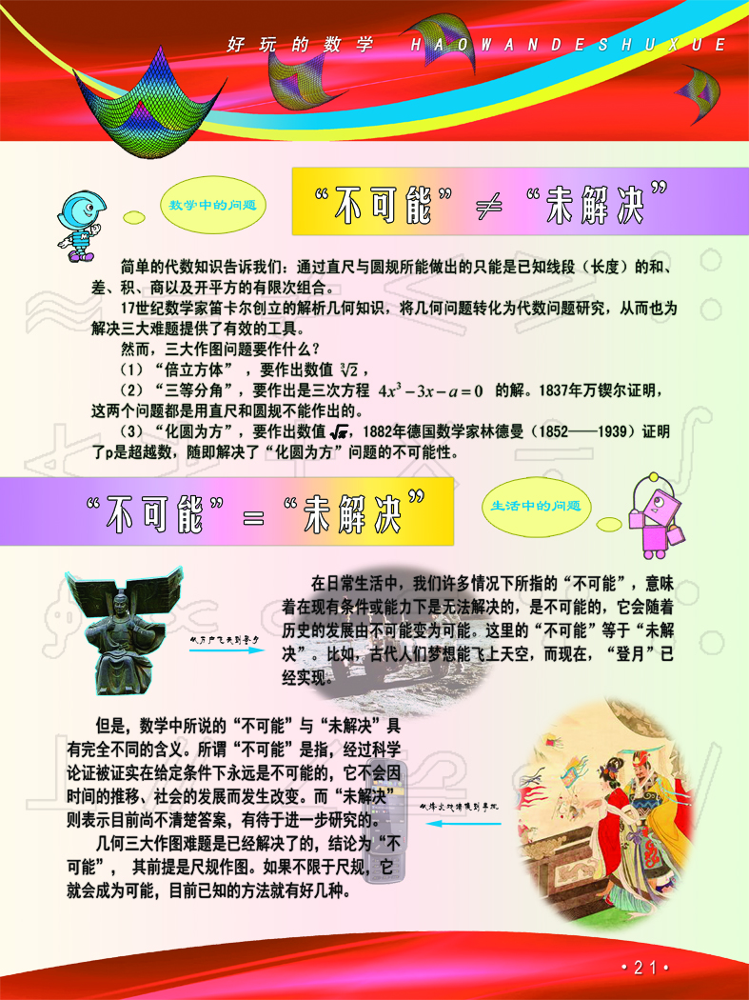 好玩的数学 HAOWANDESHUXUE
数学中的问题
“不可能”≠“未解决”
简单的代数知识告诉我们：通过直尺与圆规所能做出的只能是已知线段（长度）的和、
差、积、商以及开平方的有限次组合。
17世纪数学家笛卡尔创立的解析几何知识，将几何问题转化为代数问题研究，从而也为
解决三大难题提供了有效的工具。
然而，三大作图问题要作什么？
（1）“倍立方体”，要作出数值 ∛2，
（2）“三等分角”，要作出是三次方程 4x³－3x－a＝0 的解。1837年万锲尔证明，
这两个问题都是用直尺和圆规不能作出的。
（3）“化圆为方”，要作出数值 √π，1882年德国数学家林德曼（1852——1939）证明
了p是超越数，随即解决了“化圆为方”问题的不可能性。
“不可能”＝“未解决”
生活中的问题
在日常生活中，我们许多情况下所指的“不可能”，意味
着在现有条件或能力下是无法解决的，是不可能的，它会随着
历史的发展由不可能变为可能。这里的“不可能”等于“未解
决”。比如，古代人们梦想能飞上天空，而现在，“登月”已
经实现。
从万户飞天到登月
但是，数学中所说的“不可能”与“未解决”具
有完全不同的含义。所谓“不可能”是指，经过科学
论证被证实在给定条件下永远是不可能的，它不会因
时间的推移、社会的发展而发生改变。而“未解决”
则表示目前尚不清楚答案，有待于进一步研究的。
从烽火戏诸侯到手机
几何三大作图难题是已经解决了的，结论为“不
可能”， 其前提是尺规作图。如果不限于尺规，它
就会成为可能，目前已知的方法就有好几种。
·21·